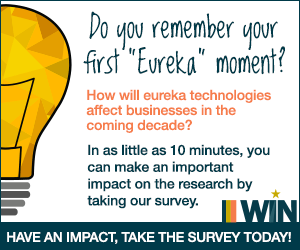 Do you remember your
first "Eureka" moment?
How will eureka technologies
affect businesses in the
coming decade?
In as little as 10 minutes, you
can make an important
impact on the research by
taking our survey.
WIN
HAVE AN IMPACT, TAKE THE SURVEY TODAY!